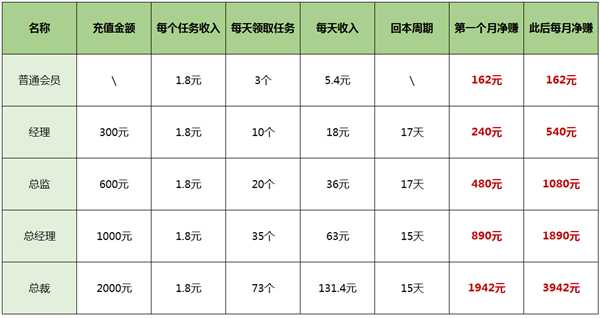 名称 充值金额 每个任务收入 每天领取任务 每天收入 回本周期 第一个月净赚 此后每月净赚
普通会员 \ 1.8元 3个 5.4元 \ 162元 162元
经理 300元 1.8元 10个 18元 17天 240元 540元
总监 600元 1.8元 20个 36元 17天 480元 1080元
总经理 1000元 1.8元 35个 63元 15天 890元 1890元
总裁 2000元 1.8元 73个 131.4元 15天 1942元 3942元